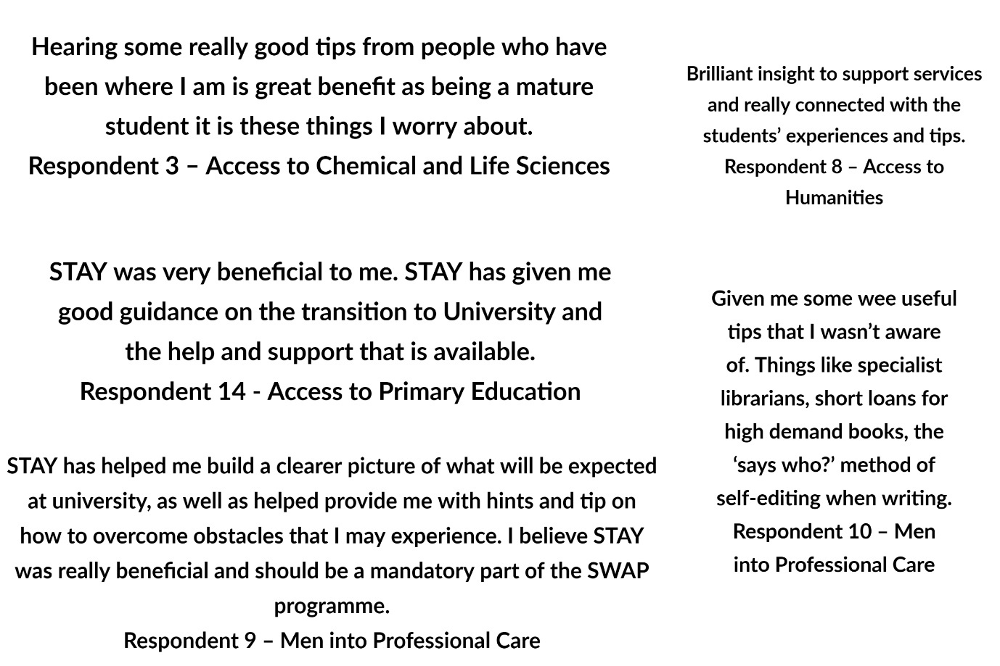 Hearing some really good tips from people who have
been where I am is great benefit as being a mature
student it is these things I worry about.
Respondent 3 – Access to Chemical and Life Sciences
Brilliant insight to support services
and really connected with the
students’ experiences and tips.
Respondent 8 – Access to
Humanities
STAY was very beneficial to me. STAY has given me
good guidance on the transition to University and
the help and support that is available.
Respondent 14 - Access to Primary Education
Given me some wee useful
tips that I wasn’t aware
of. Things like specialist
librarians, short loans for
high demand books, the
‘says who?’ method of
self-editing when writing.
Respondent 10 – Men
into Professional Care
STAY has helped me build a clearer picture of what will be expected
at university, as well as helped provide me with hints and tip on
how to overcome obstacles that I may experience. I believe STAY
was really beneficial and should be a mandatory part of the SWAP
programme.
Respondent 9 – Men into Professional Care